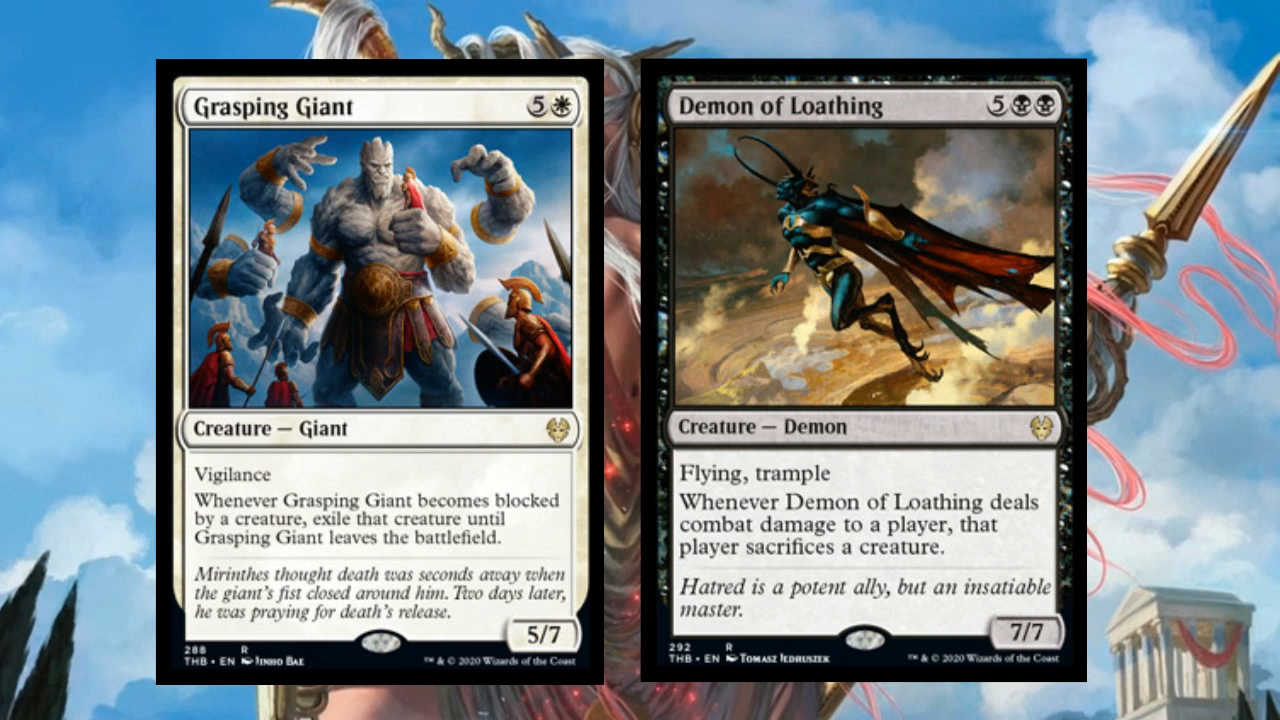 Grasping Giant 5
Creature — Giant
Vigilance
Whenever Grasping Giant becomes blocked
by a creature, exile that creature until
Grasping Giant leaves the battlefield.
Mirinthes thought death was seconds away when
the giant's fist closed around him. Two days later,
he was praying for death's release.
5/7
288 R
THB • EN Jinho Bae
™ & © 2020 Wizards of the Coast
Demon of Loathing 5
Creature — Demon
Flying, trample
Whenever Demon of Loathing deals
combat damage to a player, that
player sacrifices a creature.
Hatred is a potent ally, but an insatiable
master.
7/7
292 R
THB • EN Tomasz Jedruszek
™ & © 2020 Wizards of the Coast